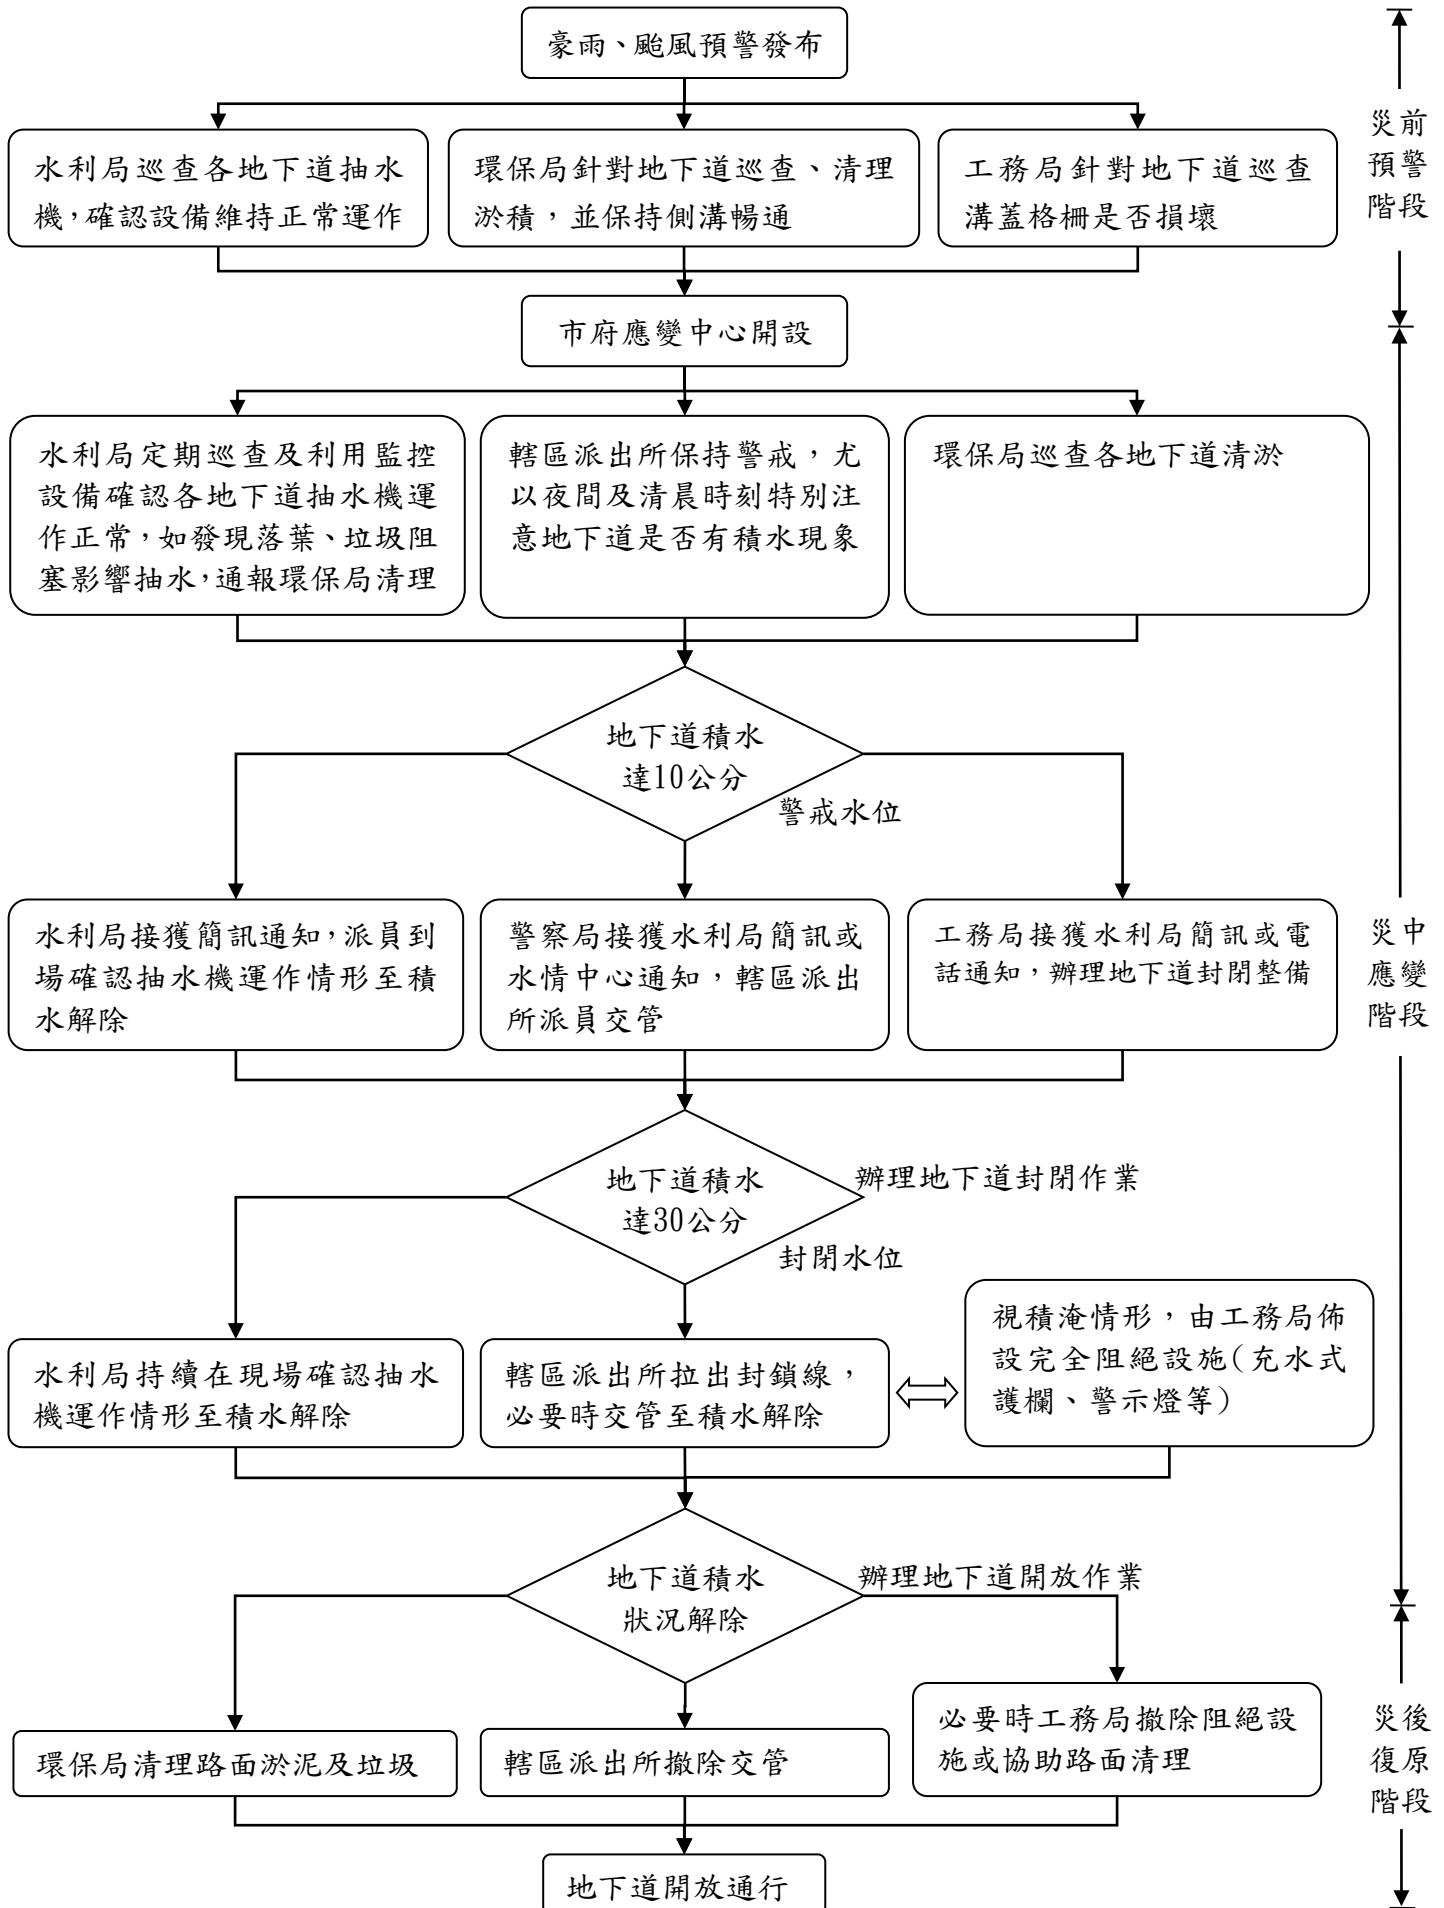 豪雨、颱風預警發布
水利局巡查各地下道抽水
機，確認設備維持正常運作
環保局針對地下道巡查、清理
淤積，並保持側溝暢通
工務局針對地下道巡查
溝蓋格柵是否損壞
災前
預警
階段
市府應變中心開設
水利局定期巡查及利用監控
設備確認各地下道抽水機運
作正常，如發現落葉、垃圾阻
塞影響抽水，通報環保局清理
轄區派出所保持警戒，尤
以夜間及清晨時刻特別注
意地下道是否有積水現象
環保局巡查各地下道清淤
地下道積水
達10公分
警戒水位
水利局接獲簡訊通知，派員到
場確認抽水機運作情形至積
水解除
警察局接獲水利局簡訊或
水情中心通知，轄區派出
所派員交管
工務局接獲水利局簡訊或電
話通知，辦理地下道封閉整備
災中
應變
階段
地下道積水
達30公分
辦理地下道封閉作業
封閉水位
水利局持續在現場確認抽水
機運作情形至積水解除
轄區派出所拉出封鎖線，
必要時交管至積水解除
視積淹情形，由工務局佈
設完全阻絕設施(充水式
護欄、警示燈等)
地下道積水
狀況解除
辦理地下道開放作業
環保局清理路面淤泥及垃圾
轄區派出所撤除交管
必要時工務局撤除阻絕設
施或協助路面清理
災後
復原
階段
地下道開放通行